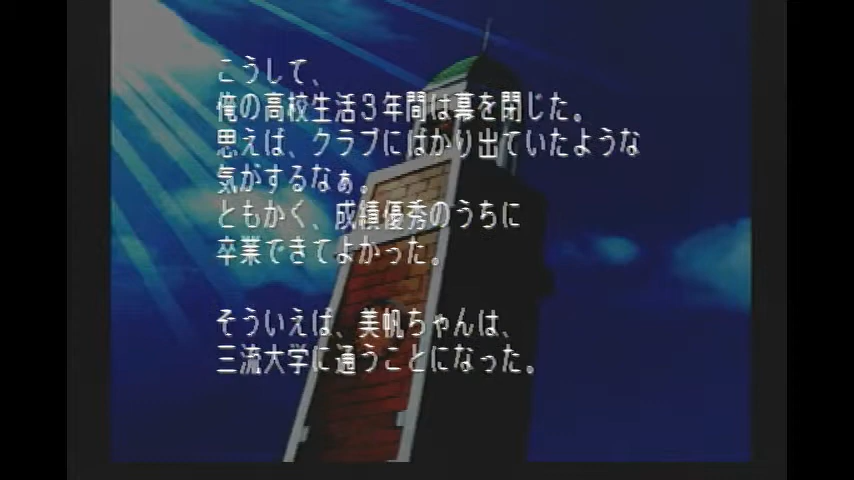 こうして、
俺の高校生活３年間は幕を閉じた。
思えば、クラブにばかり出ていたような
気がするなぁ。
ともかく、成績優秀のうちに
卒業できてよかった。
そういえば、美帆ちゃんは、
三流大学に通うことになった。